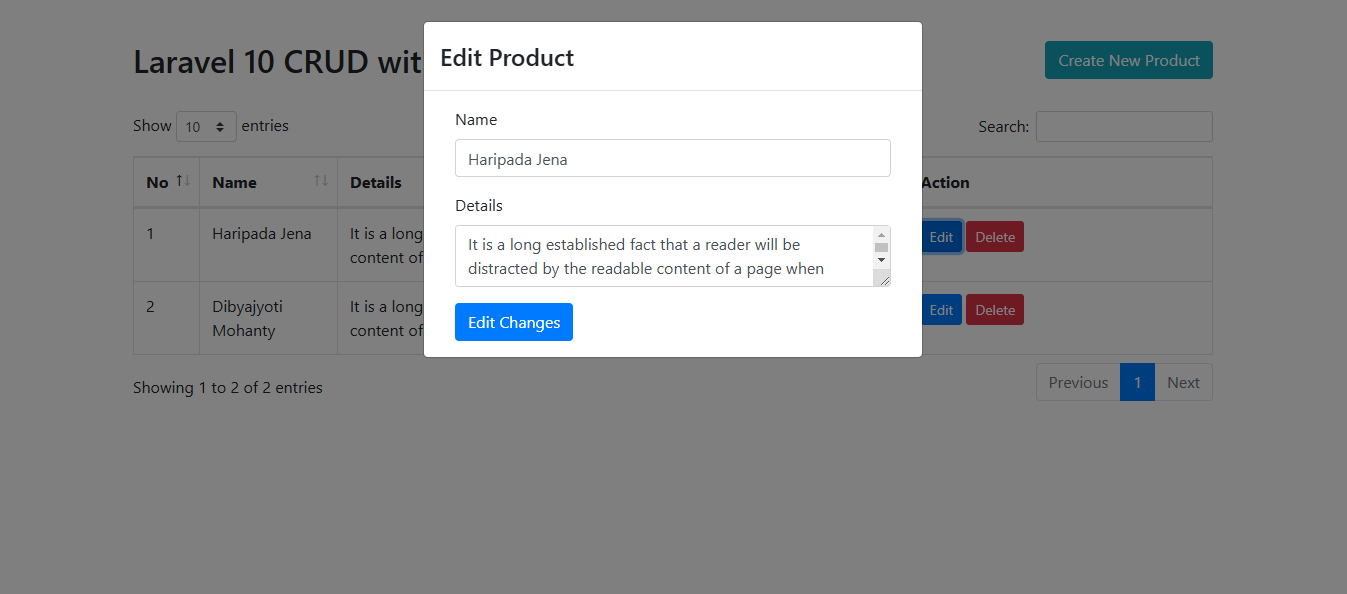 Laravel 10 CRUD wit
Create New Product
Edit Product
Show 10 entries
Search:
Name
Haripada Jena
Details
It is a long established fact that a reader will be
distracted by the readable content of a page when
Edit Changes
No Name Details Action
1 Haripada Jena It is a long
content of
Edit Delete
2 Dibyajyoti
Mohanty
It is a long
content of
Edit Delete
Showing 1 to 2 of 2 entries
Previous 1 Next